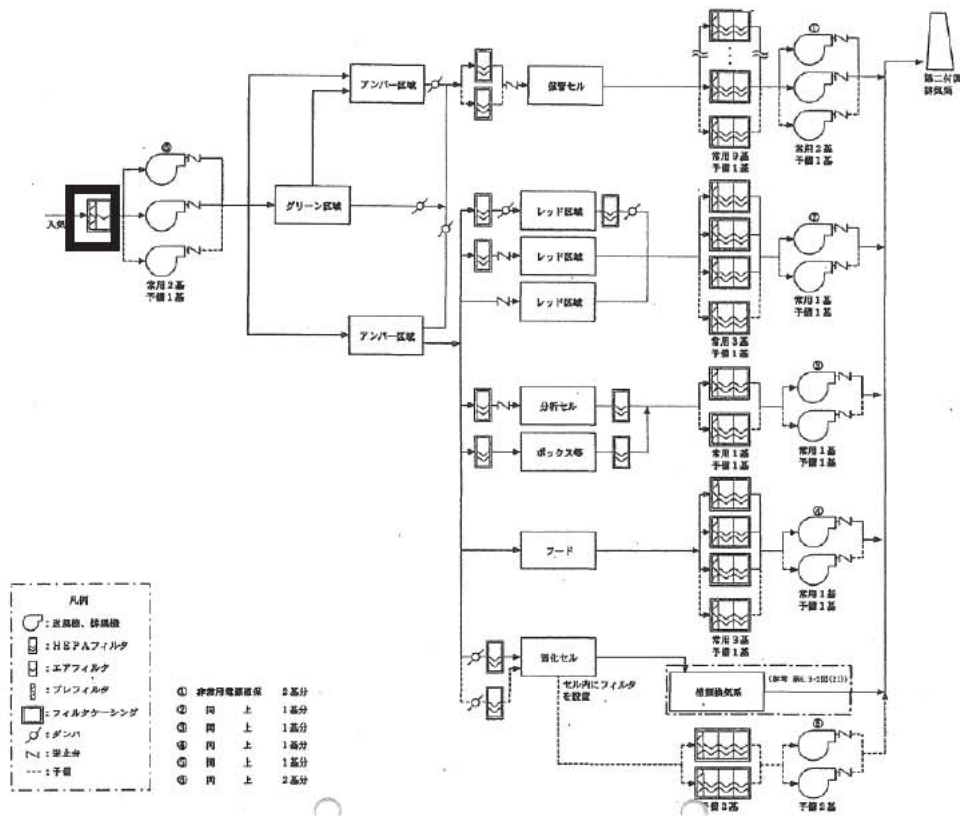 入気
⑥
常用2基
予備1基
アンバー区域
グリーン区域
アンバー区域
保管セル
常用9基
予備1基
①
常用2基
予備1基
第二付属
排気筒
レッド区域
レッド区域
レッド区域
常用3基
予備1基
②
常用1基
予備1基
分析セル
ボックス等
常用1基
予備1基
③
常用1基
予備1基
フード
常用3基
予備1基
④
常用1基
予備1基
固化セル
セル内にフィルタ
を設置
槽類換気系
予備3基
⑤
予備2基
凡例
:送風機、排風機
:HEPAフィルタ
:エアフィルタ
:プレフィルタ
:フィルタケーシング
:ダンパ
:逆止弁
:予備
① 非常用電源確保 2基分
② 同上 1基分
③ 同上 1基分
④ 同上 1基分
⑤ 同上 1基分
⑥ 同上 2基分